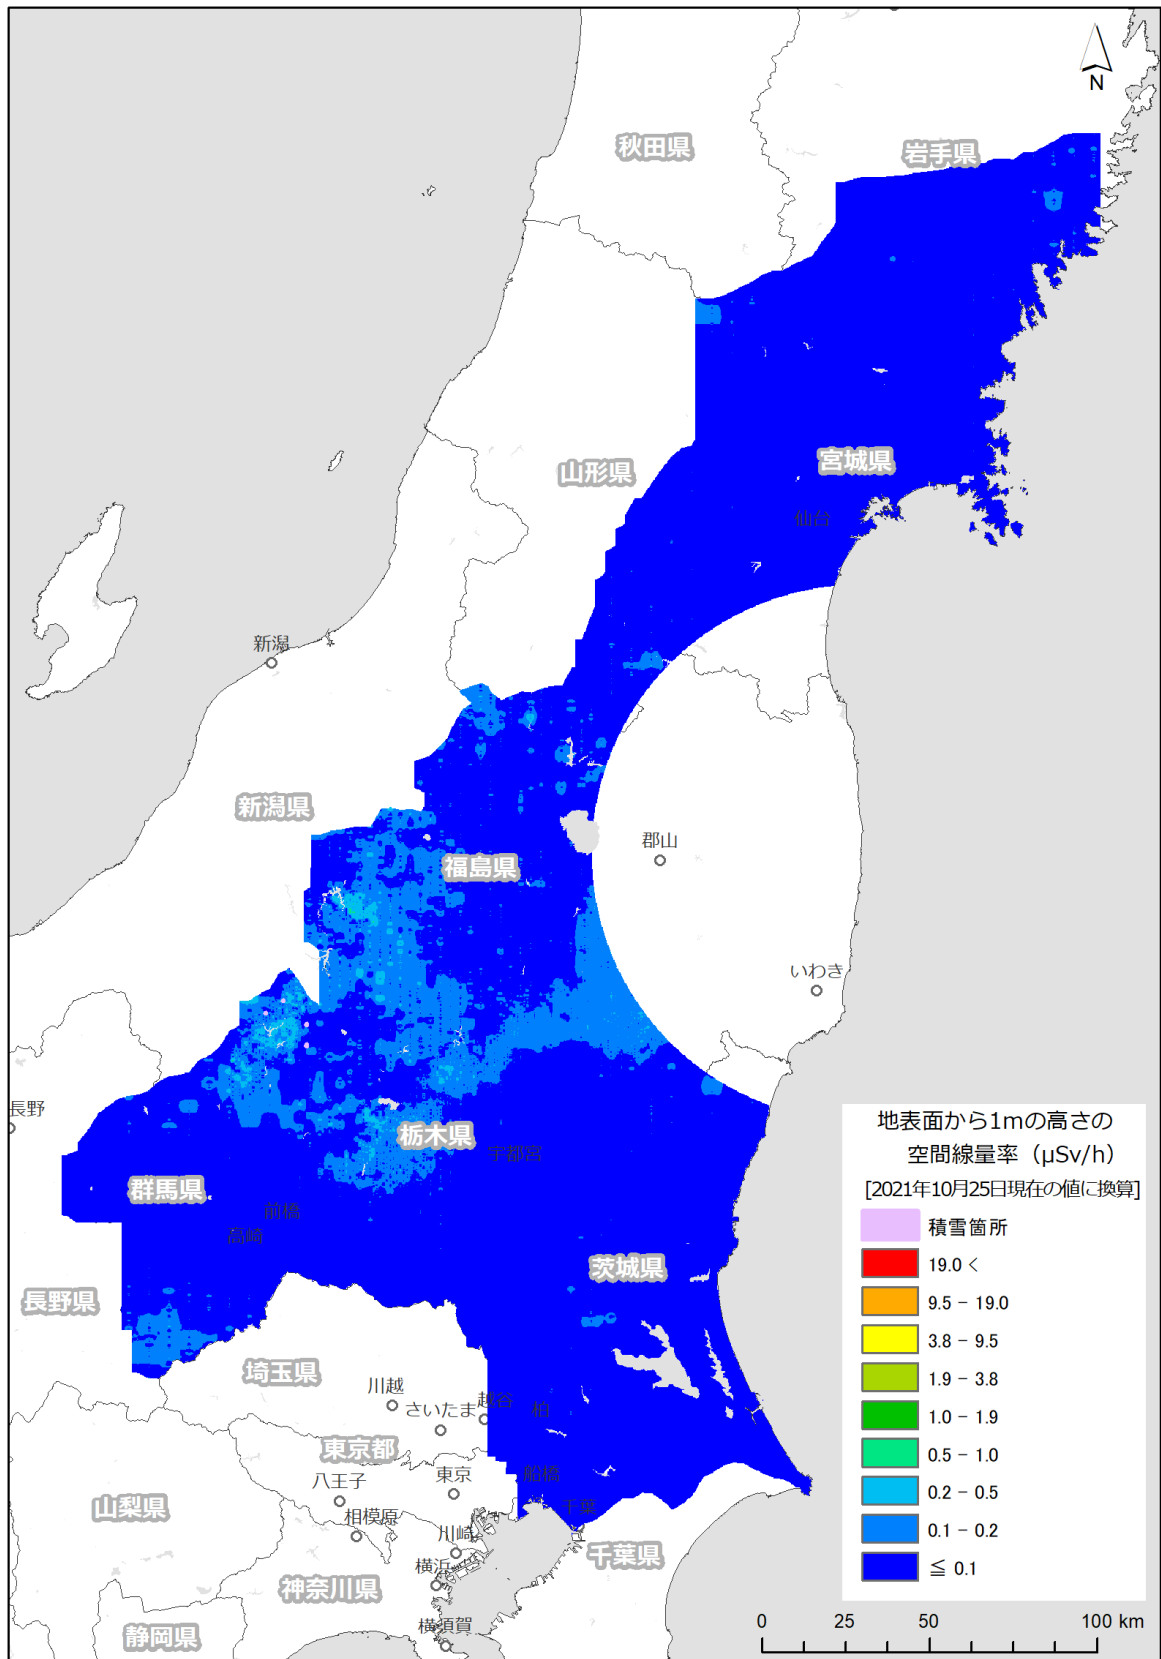 N
秋田県
岩手県
山形県
宮城県
仙台
新潟
新潟県
福島県
郡山
いわき
長野
栃木県
宇都宮
群馬県
前橋
高崎
茨城県
長野県
埼玉県
川越
さいたま
越谷
柏
東京都
八王子
東京
船橋
千葉
山梨県
相模原
川崎
千葉県
横浜
神奈川県
横須賀
静岡県
地表面から1mの高さの
空間線量率（μSv/h）
[2021年10月25日現在の値に換算]
積雪箇所
19.0 <
9.5 - 19.0
3.8 - 9.5
1.9 - 3.8
1.0 - 1.9
0.5 - 1.0
0.2 - 0.5
0.1 - 0.2
≦ 0.1
0 25 50 100 km